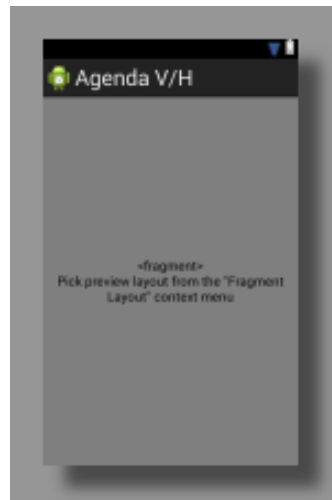 Agenda V/H
<fragment>
Pick preview layout from the "Fragment
Layout" context menu